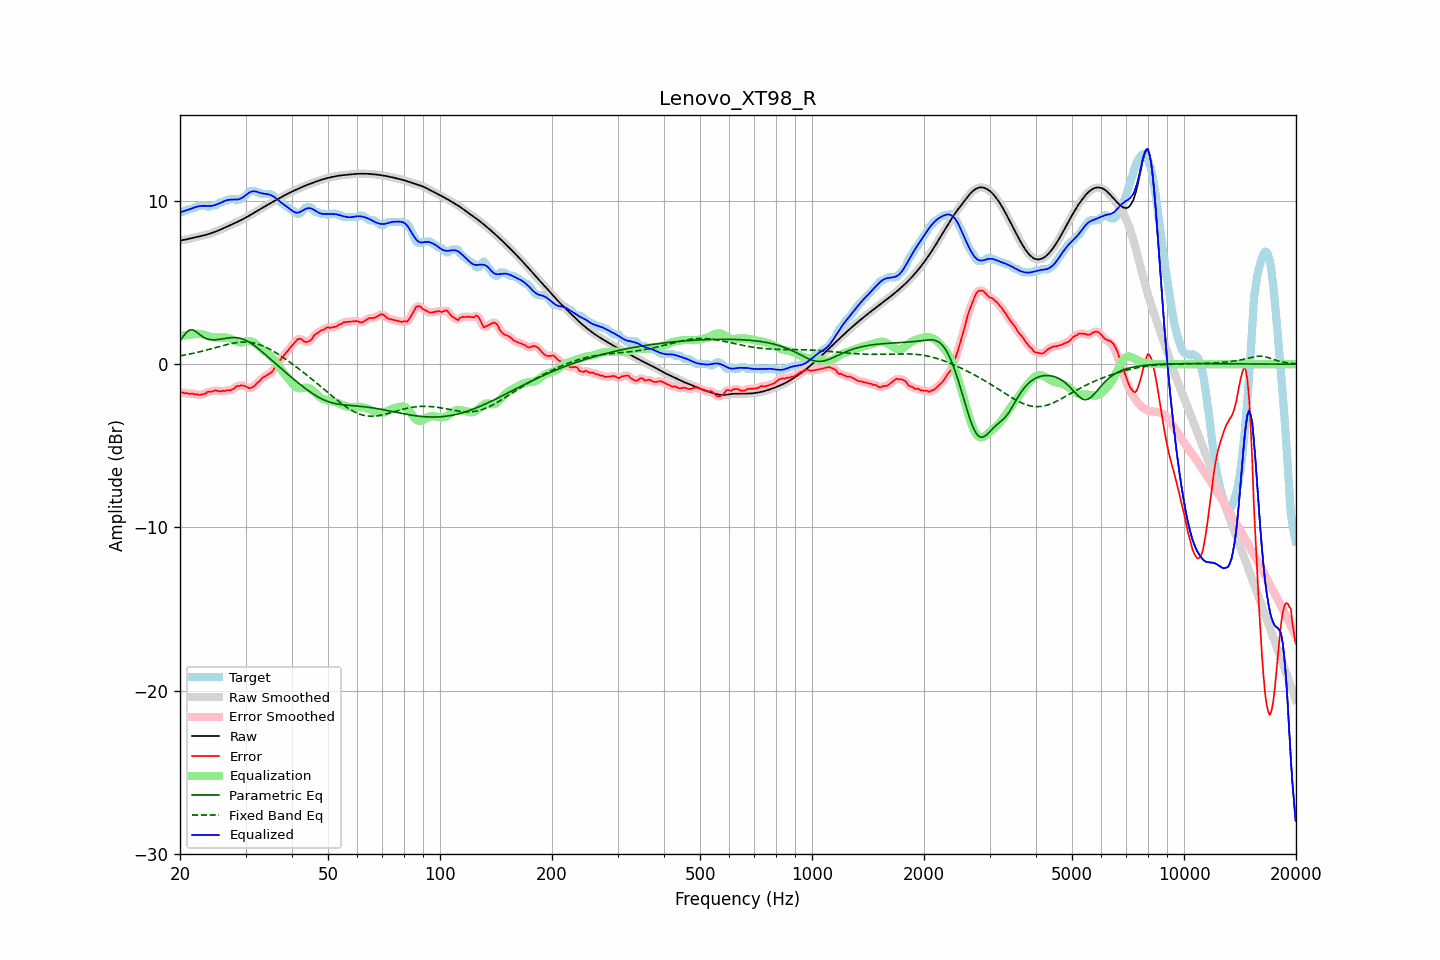 Lenovo_XT98_R
Amplitude (dBr)
10
0
−10
−20
−30
Target
Raw Smoothed
Error Smoothed
Raw
Error
Equalization
Parametric Eq
Fixed Band Eq
Equalized
20 50 100 200 500 1000 2000 5000 10000 20000
Frequency (Hz)